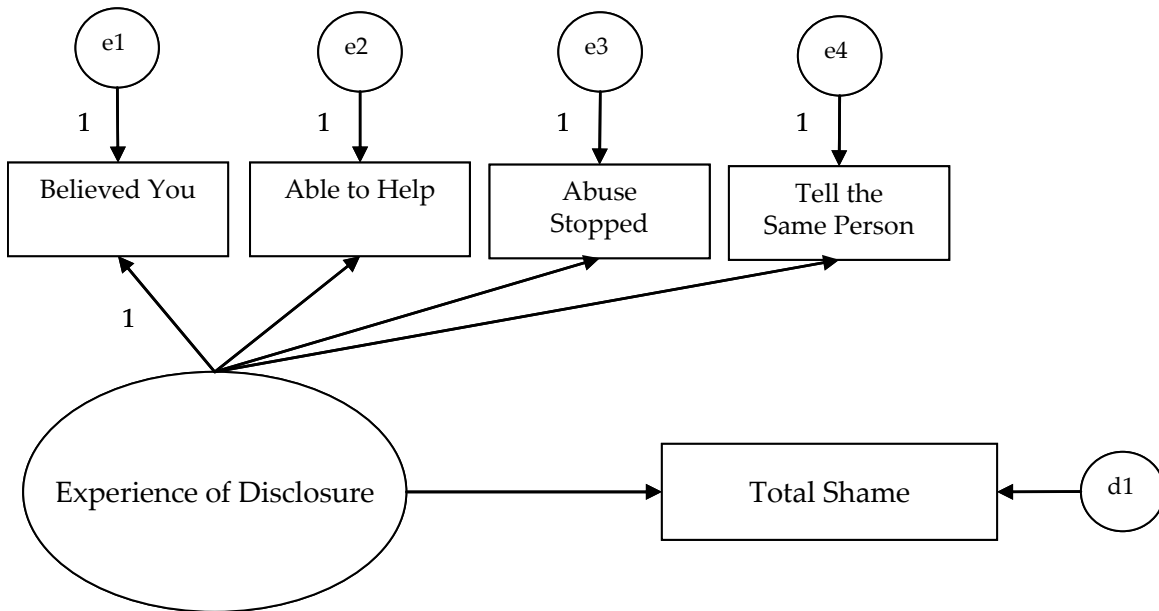 e1
e2
e3
e4
1
1
1
1
Believed You
Able to Help
Abuse
Stopped
Tell the
Same Person
1
Experience of Disclosure
Total Shame
d1